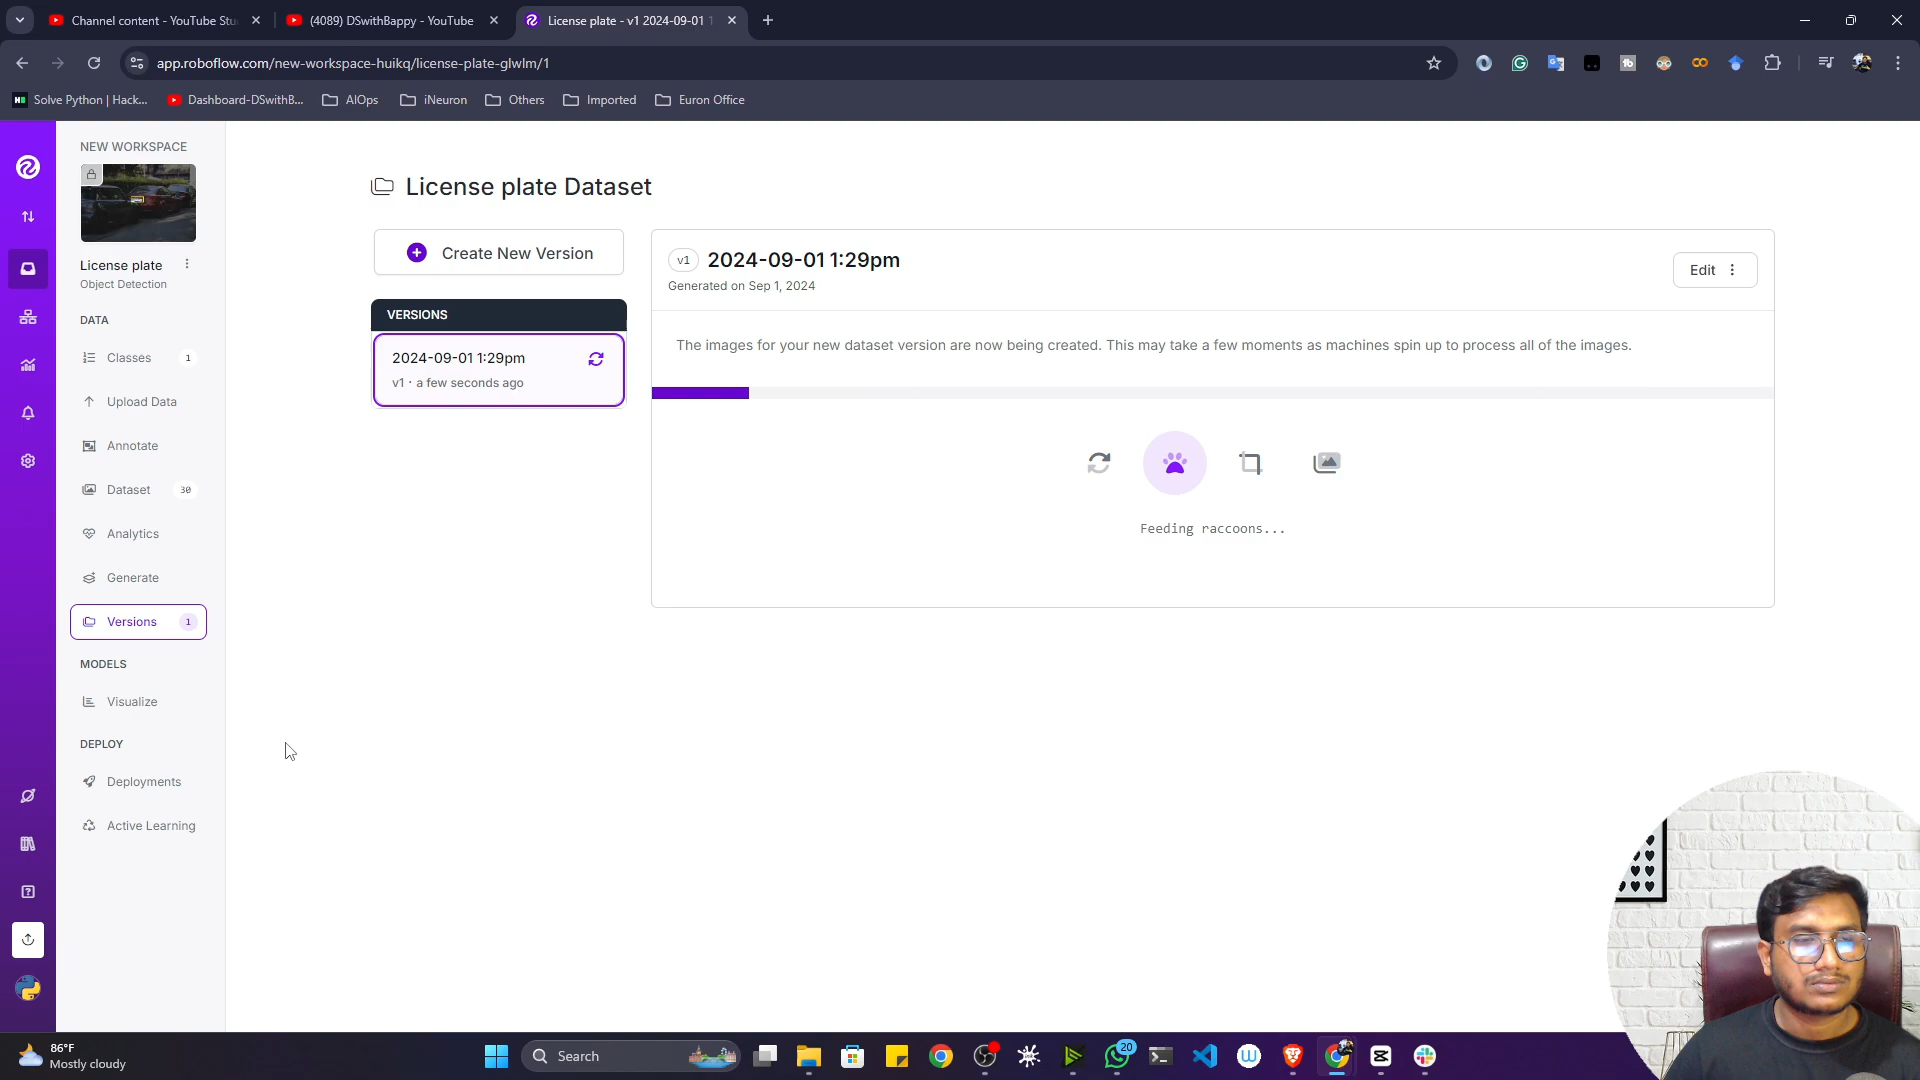 Channel content - YouTube Stu
(4089) DSwithBappy - YouTube
License plate - v1 2024-09-01 1
app.roboflow.com/new-workspace-huikq/license-plate-glwlm/1
Solve Python | Hack...
Dashboard-DSwithB...
AIOps
iNeuron
Others
Imported
Euron Office
NEW WORKSPACE
License plate
Object Detection
DATA
Classes 1
Upload Data
Annotate
Dataset 30
Analytics
Generate
Versions 1
MODELS
Visualize
DEPLOY
Deployments
Active Learning
License plate Dataset
Create New Version
VERSIONS
2024-09-01 1:29pm
v1 · a few seconds ago
v1 2024-09-01 1:29pm
Generated on Sep 1, 2024
Edit
The images for your new dataset version are now being created. This may take a few moments as machines spin up to process all of the images.
Feeding raccoons...
86°F
Mostly cloudy
Search
20